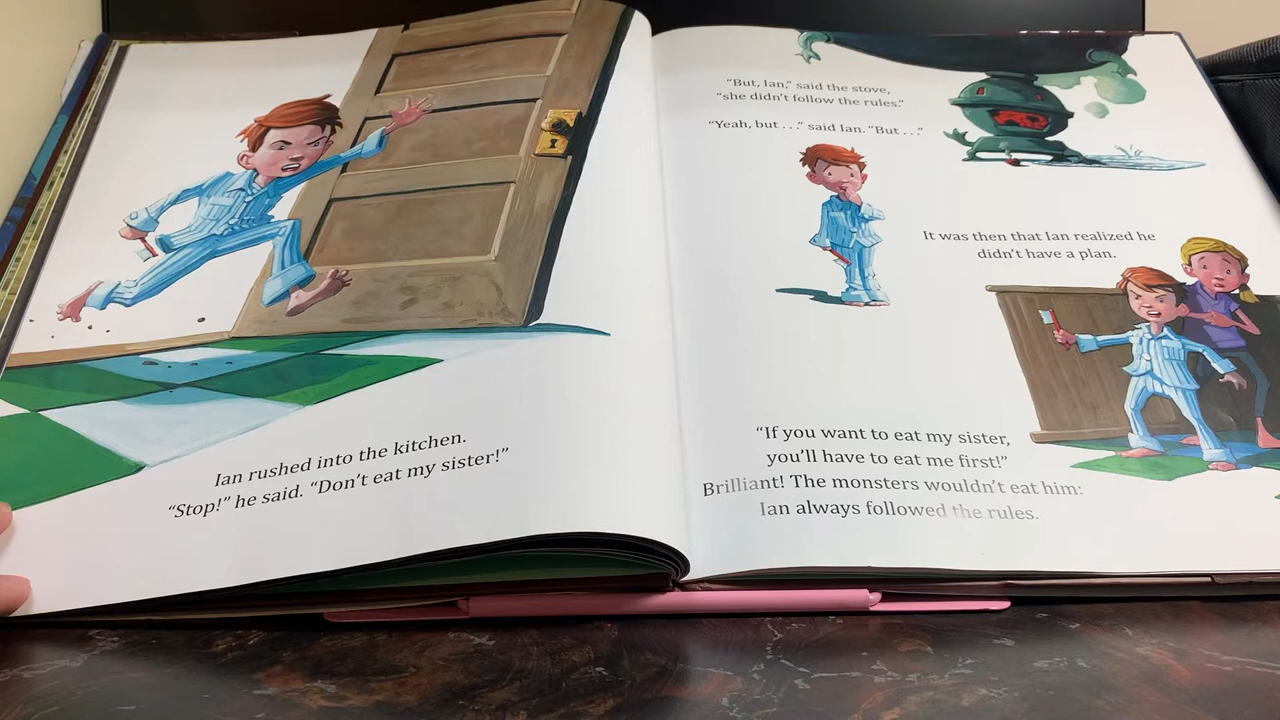 Ian rushed into the kitchen.
“Stop!” he said. “Don’t eat my sister!”
“But, Ian,” said the stove,
“she didn’t follow the rules.”
“Yeah, but . . .” said Ian. “But . . .”
It was then that Ian realized he
didn’t have a plan.
“If you want to eat my sister,
you’ll have to eat me first!”
Brilliant! The monsters wouldn’t eat him:
Ian always followed the rules.